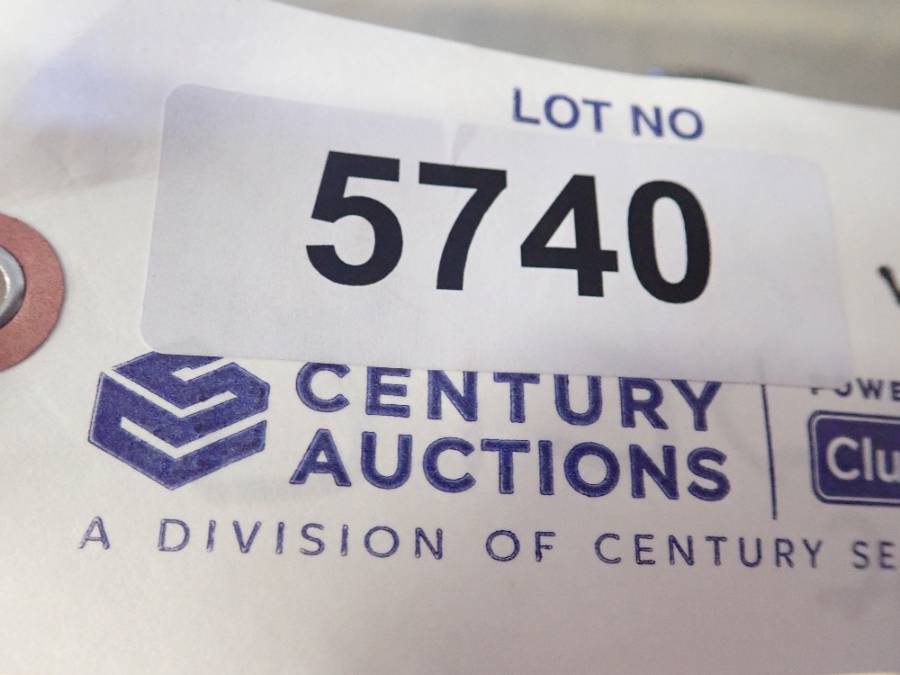 LOT NO
5740
CENTURY
AUCTIONS
A DIVISION OF CENTURY